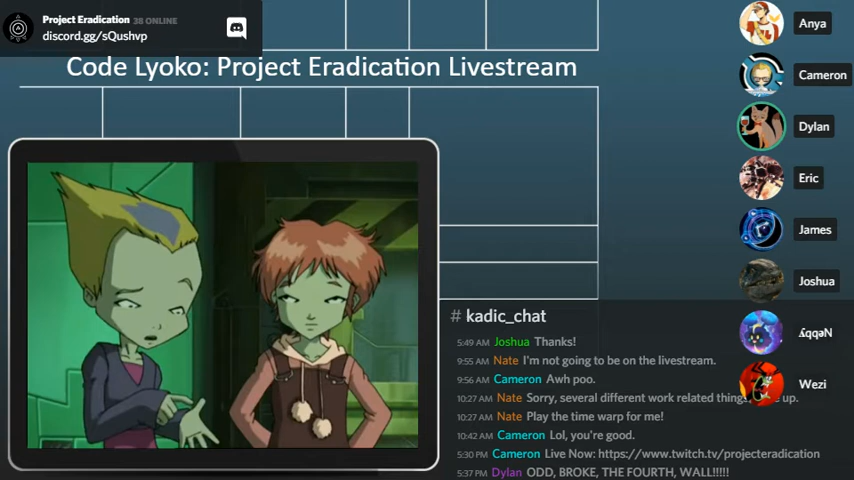 Project Eradication 38 ONLINE
discord.gg/sQushvp
Code Lyoko: Project Eradication Livestream
Anya
Cameron
Dylan
Eric
James
Joshua
ʎqqǝN
Wezi
# kadic_chat
5:49 AM Joshua Thanks!
9:55 AM Nate I'm not going to be on the livestream.
9:56 AM Cameron Awh poo.
10:27 AM Nate Sorry, several different work related things up.
10:27 AM Nate Play the time warp for me!
10:42 AM Cameron Lol, you're good.
5:30 PM Cameron Live Now: https://www.twitch.tv/projecteradication
5:37 PM Dylan ODD, BROKE, THE FOURTH, WALL!!!!!